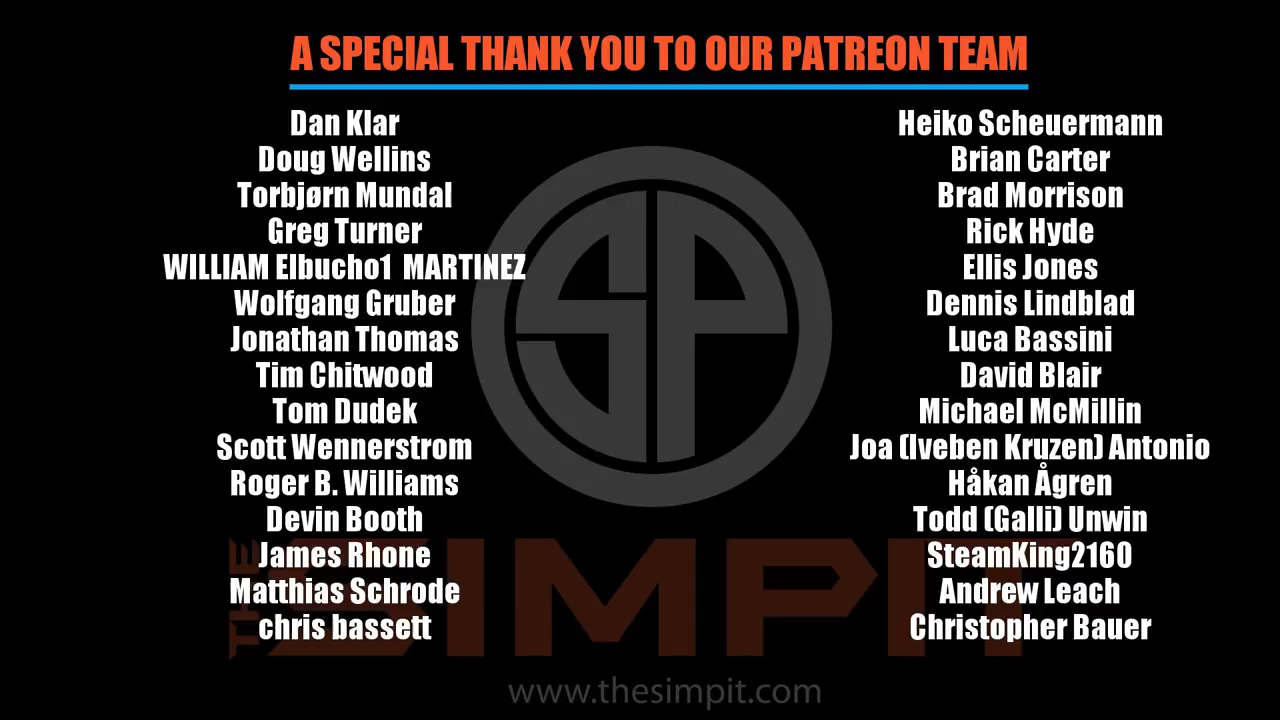 A SPECIAL THANK YOU TO OUR PATREON TEAM
Dan Klar
Doug Wellins
Torbjørn Mundal
Greg Turner
WILLIAM Elbucho1 MARTINEZ
Wolfgang Gruber
Jonathan Thomas
Tim Chitwood
Tom Dudek
Scott Wennerstrom
Roger B. Williams
Devin Booth
James Rhone
Matthias Schrode
chris bassett
Heiko Scheuermann
Brian Carter
Brad Morrison
Rick Hyde
Ellis Jones
Dennis Lindblad
Luca Bassini
David Blair
Michael McMillin
Joa (Iveben Kruzen) Antonio
Håkan Ågren
Todd (Galli) Unwin
SteamKing2160
Andrew Leach
Christopher Bauer
SP
THE SIMPIT
www.thesimpit.com